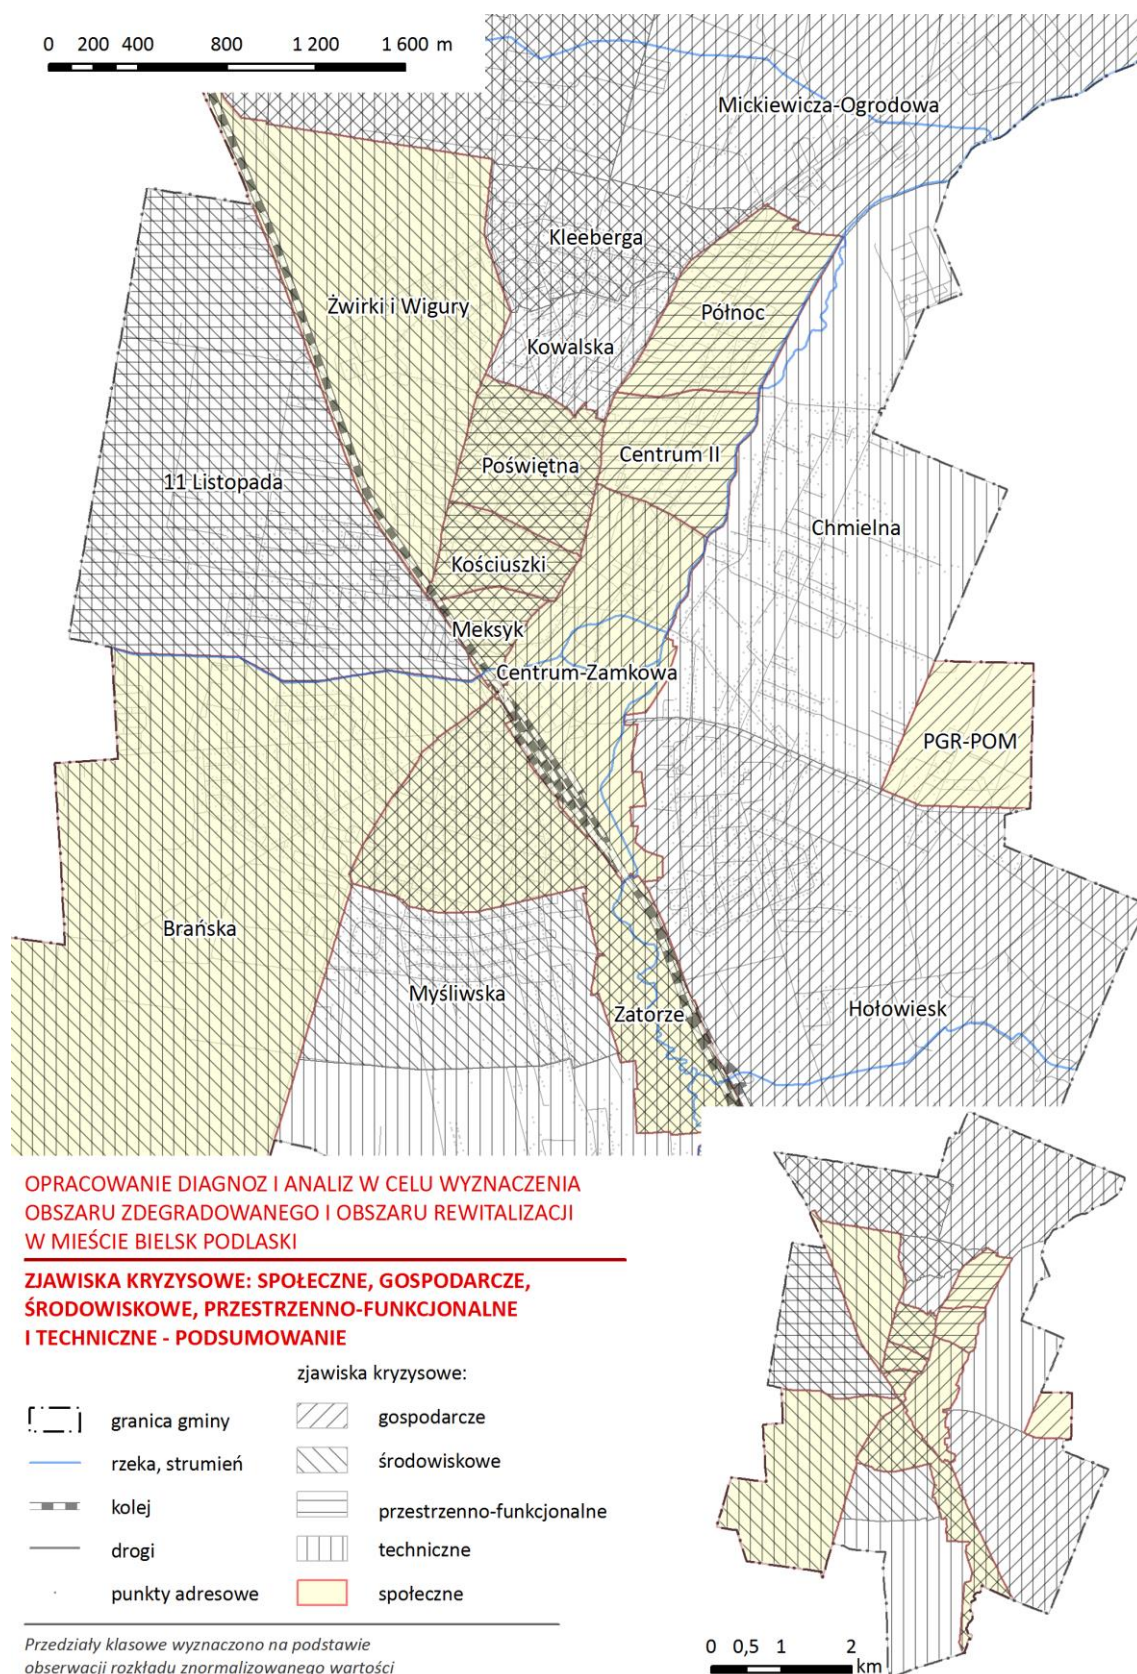 0 200 400 800 1 200 1 600 m
Mickiewicza-Ogrodowa
Kleeberga
Żwirki i Wigury
Północ
Kowalska
Centrum II
Poświętna
11 Listopada
Chmielna
Kościuszki
Meksyk
Centrum-Zamkowa
PGR-POM
Brańska
Myśliwska
Hołowiesk
Zatorze
OPRACOWANIE DIAGNOZ I ANALIZ W CELU WYZNACZENIA
OBSZARU ZDEGRADOWANEGO I OBSZARU REWITALIZACJI
W MIEŚCIE BIELSK PODLASKI
ZJAWISKA KRYZYSOWE: SPOŁECZNE, GOSPODARCZE,
ŚRODOWISKOWE, PRZESTRZENNO-FUNKCJONALNE
I TECHNICZNE - PODSUMOWANIE
zjawiska kryzysowe:
granica gminy
gospodarcze
rzeka, strumień
środowiskowe
kolej
przestrzenno-funkcjonalne
drogi
techniczne
punkty adresowe
społeczne
Przedziały klasowe wyznaczono na podstawie
obserwacji rozkładu znormalizowanego wartości
0 0,5 1 2
km